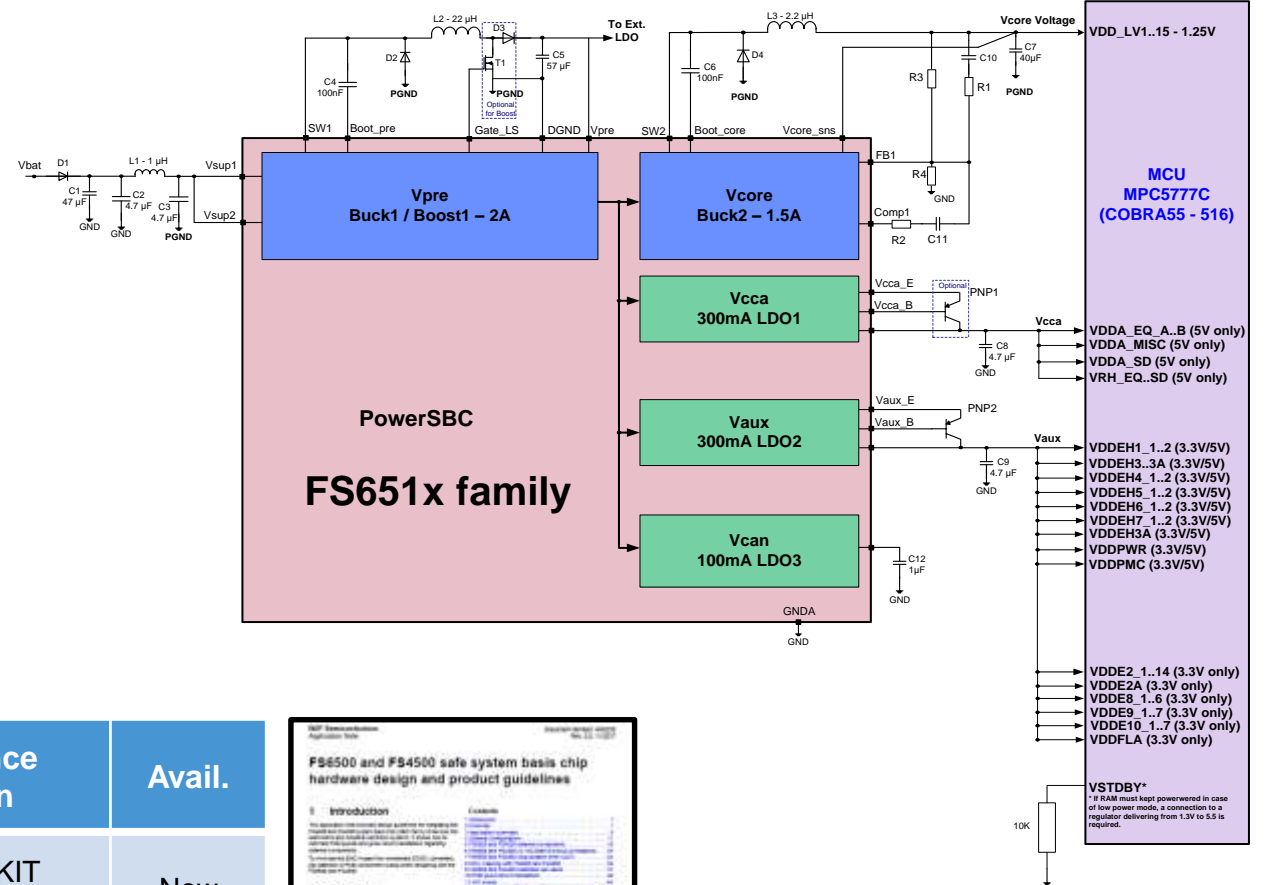 L2 - 22 µH
D3
To Ext.
LDO
L3 - 2.2 µH
Vcore Voltage
VDD_LV1..15 - 1.25V
D2
T1
C5
57 µF
D4
C6
100nF
C10
C7
40µF
C4
100nF
PGND
PGND
Optional
for Boost
PGND
R3
R1
PGND
SW1
Boot_pre
Gate_LS
DGND
Vpre
SW2
Boot_core
Vcore_sns
FB1
Vbat
D1
L1 - 1 µH
Vsup1
C1
47 µF
C2
4.7 µF
C3
4.7 µF
Vsup2
GND
GND
PGND
Vpre
Buck1 / Boost1 – 2A
Vcore
Buck2 – 1.5A
R4
GND
Comp1
R2
C11
MCU
MPC5777C
(COBRA55 - 516)
Vcca
300mA LDO1
Vcca_E
Vcca_B
Optional
PNP1
Vcca
C8
4.7 µF
GND
VDDA_EQ_A..B (5V only)
VDDA_MISC (5V only)
VDDA_SD (5V only)
VRH_EQ..SD (5V only)
PowerSBC
FS651x family
Vaux
300mA LDO2
Vaux_E
Vaux_B
PNP2
Vaux
C9
4.7 µF
GND
VDDEH1_1..2 (3.3V/5V)
VDDEH3..3A (3.3V/5V)
VDDEH4_1..2 (3.3V/5V)
VDDEH5_1..2 (3.3V/5V)
VDDEH6_1..2 (3.3V/5V)
VDDEH7_1..2 (3.3V/5V)
VDDEH3A (3.3V/5V)
VDDPWR (3.3V/5V)
VDDPMC (3.3V/5V)
Vcan
100mA LDO3
C12
1µF
GND
GNDA
GND
VDDE2_1..14 (3.3V only)
VDDE2A (3.3V only)
VDDE8_1..6 (3.3V only)
VDDE9_1..7 (3.3V only)
VDDE10_1..7 (3.3V only)
VDDFLA (3.3V only)
VSTDBY*
* If RAM must kept powerwered in case
of low power mode, a connection to a
regulator delivering from 1.3V to 5.5 is
required.
10K
ce
n
Avail.
KIT
Now
FS6500 and FS4500 safe system basis chip
hardware design and product guidelines
1 Introduction
Contents